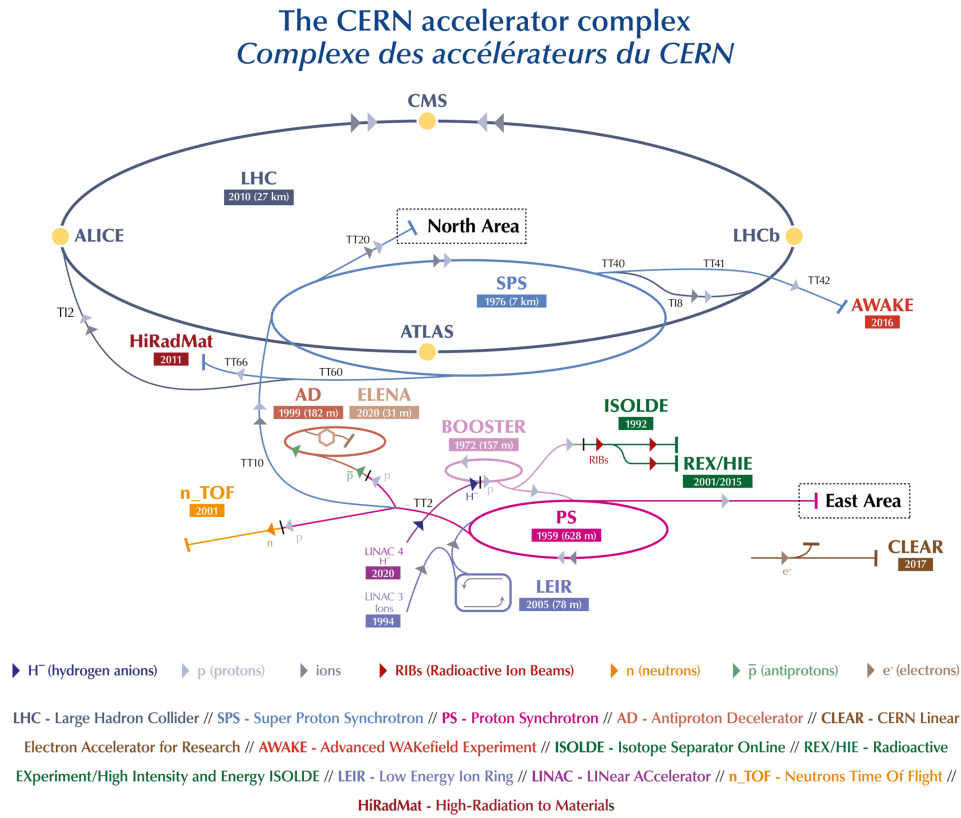 The CERN accelerator complex
Complexe des accélérateurs du CERN
CMS
LHC
2010 (27 km)
North Area
ALICE
TT20
LHCb
TT40
TT41
SPS
1976 (7 km)
TI8
TT42
AWAKE
2016
TI2
HiRadMat
2011
ATLAS
TT66
TT60
AD
1999 (182 m)
ELENA
2020 (31 m)
ISOLDE
1992
BOOSTER
1972 (157 m)
RIBs
REX/HIE
2001/2015
TT10
p̅
p
n_TOF
2001
TT2
H⁻
p
East Area
PS
1959 (628 m)
n
p
LINAC 4
H⁻
2020
CLEAR
2017
e⁻
LEIR
2005 (78 m)
LINAC 3
Ions
1994
H⁻ (hydrogen anions)
p (protons)
ions
RIBs (Radioactive Ion Beams)
n (neutrons)
p̅ (antiprotons)
e⁻ (electrons)
LHC - Large Hadron Collider // SPS - Super Proton Synchrotron // PS - Proton Synchrotron // AD - Antiproton Decelerator // CLEAR - CERN Linear
Electron Accelerator for Research // AWAKE - Advanced WAKefield Experiment // ISOLDE - Isotope Separator OnLine // REX/HIE - Radioactive
EXperiment/High Intensity and Energy ISOLDE // LEIR - Low Energy Ion Ring // LINAC - LINear ACcelerator // n_TOF - Neutrons Time Of Flight //
HiRadMat - High-Radiation to Materials